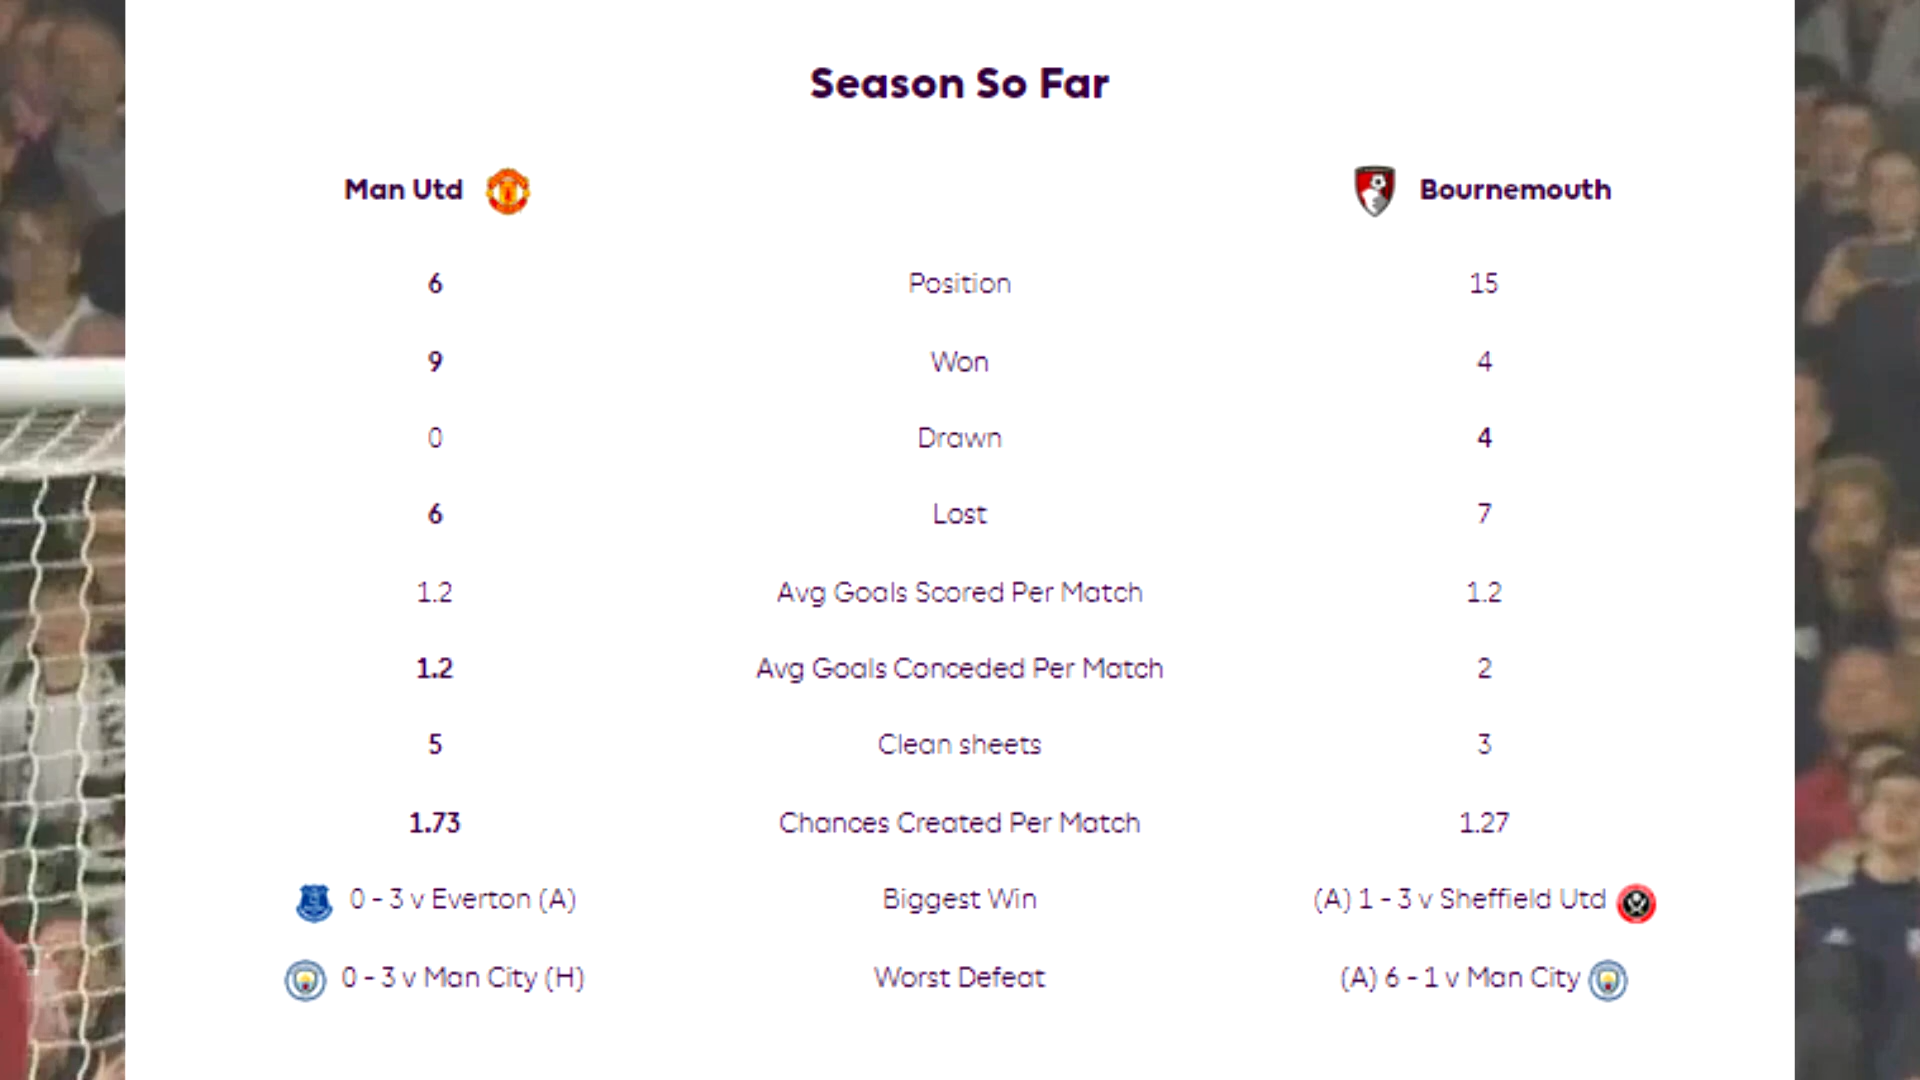 Season So Far
Man Utd Bournemouth
6 Position 15
9 Won 4
0 Drawn 4
6 Lost 7
1.2 Avg Goals Scored Per Match 1.2
1.2 Avg Goals Conceded Per Match 2
5 Clean sheets 3
1.73 Chances Created Per Match 1.27
0 - 3 v Everton (A) Biggest Win (A) 1 - 3 v Sheffield Utd
0 - 3 v Man City (H) Worst Defeat (A) 6 - 1 v Man City